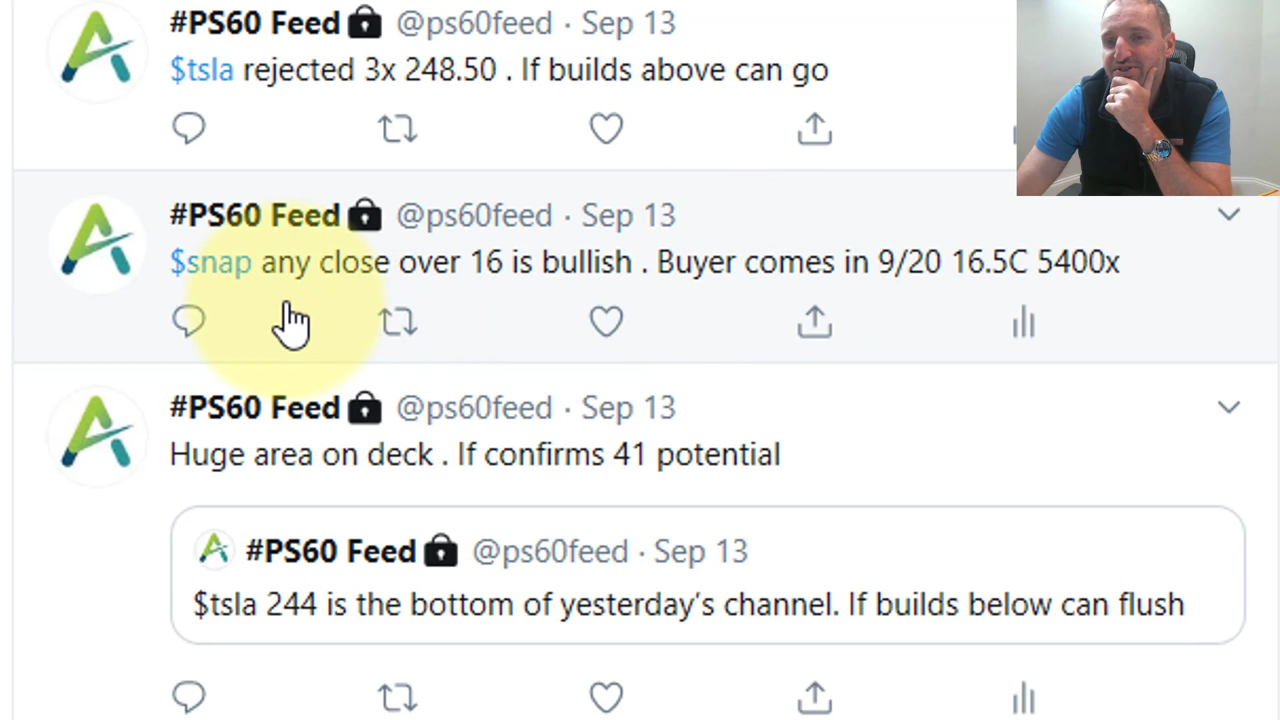 #PS60 Feed @ps60feed · Sep 13
$tsla rejected 3x 248.50 . If builds above can go
#PS60 Feed @ps60feed · Sep 13
$snap any close over 16 is bullish . Buyer comes in 9/20 16.5C 5400x
#PS60 Feed @ps60feed · Sep 13
Huge area on deck . If confirms 41 potential
#PS60 Feed @ps60feed · Sep 13
$tsla 244 is the bottom of yesterday's channel. If builds below can flush